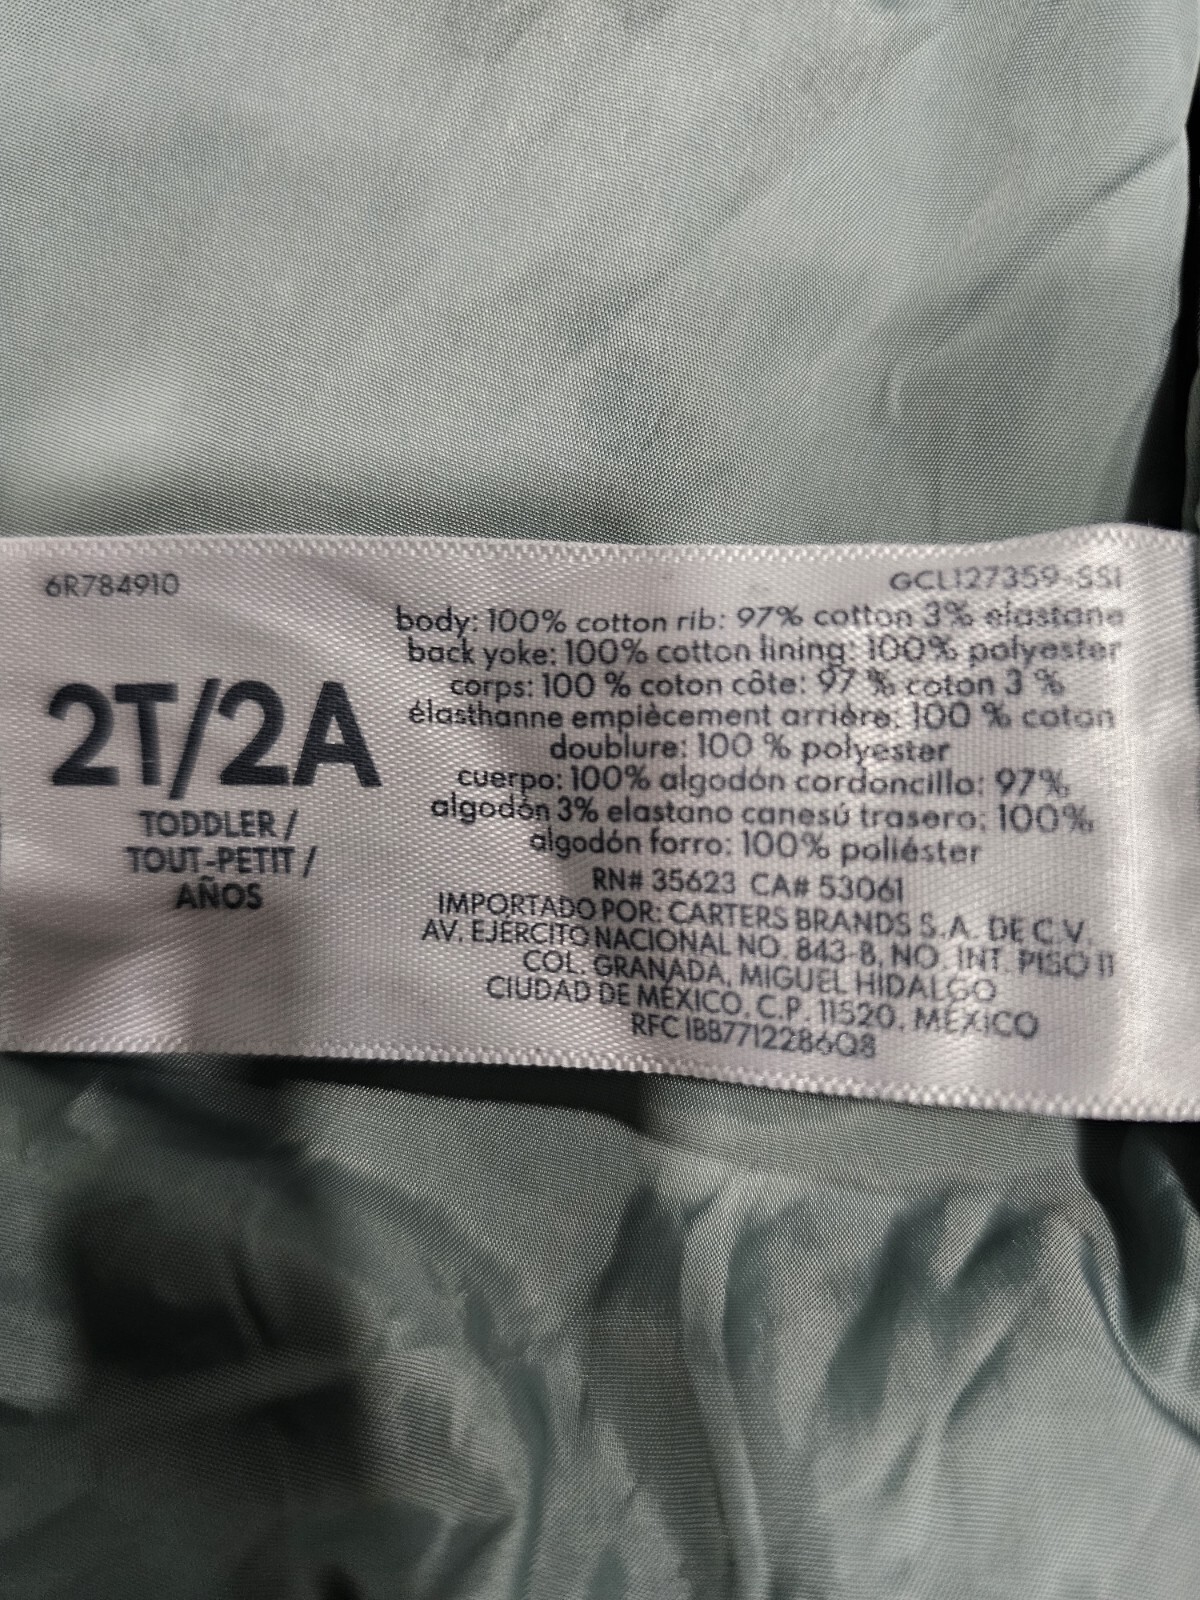 6R784910
GCL127359-SS1
body: 100% cotton rib: 97% cotton 3% elastane
back yoke: 100% cotton lining: 100% polyester
corps: 100 % coton côte: 97 % coton 3 %
élasthanne empiècement arrière: 100 % coton
doublure: 100 % polyester
cuerpo: 100% algodón cordoncillo: 97%
algodón 3% elastano canesú trasero: 100%
algodón forro: 100% poliéster
2T/2A
TODDLER /
TOUT-PETIT /
AÑOS
RN# 35623 CA# 53061
IMPORTADO POR: CARTERS BRANDS S.A. DE C.V.
AV. EJÉRCITO NACIONAL NO. 843-B, NO. INT. PISO 11
COL. GRANADA, MIGUEL HIDALGO
CIUDAD DE MÉXICO, C.P. 11520, MÉXICO
RFC IBB7712286Q8